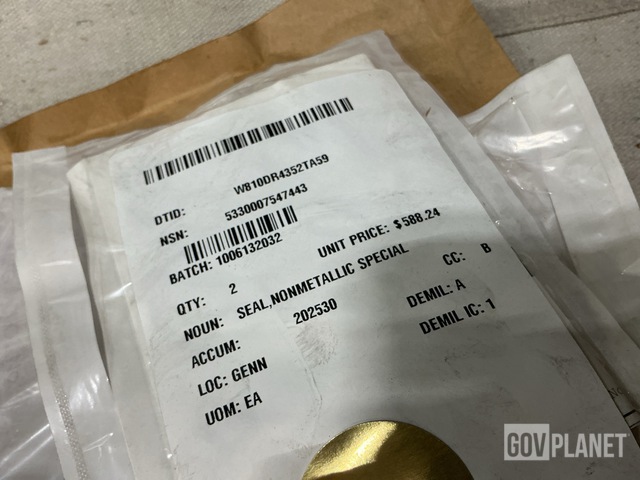 DTID: W810DR4352TA59
NSN: 5330007547443
BATCH: 1006132032
QTY: 2 UNIT PRICE: $588.24
NOUN: SEAL,NONMETALLIC SPECIAL CC: B
ACCUM: 202530 DEMIL: A
LOC: GENN DEMIL IC: 1
UOM: EA
GOVPLANET